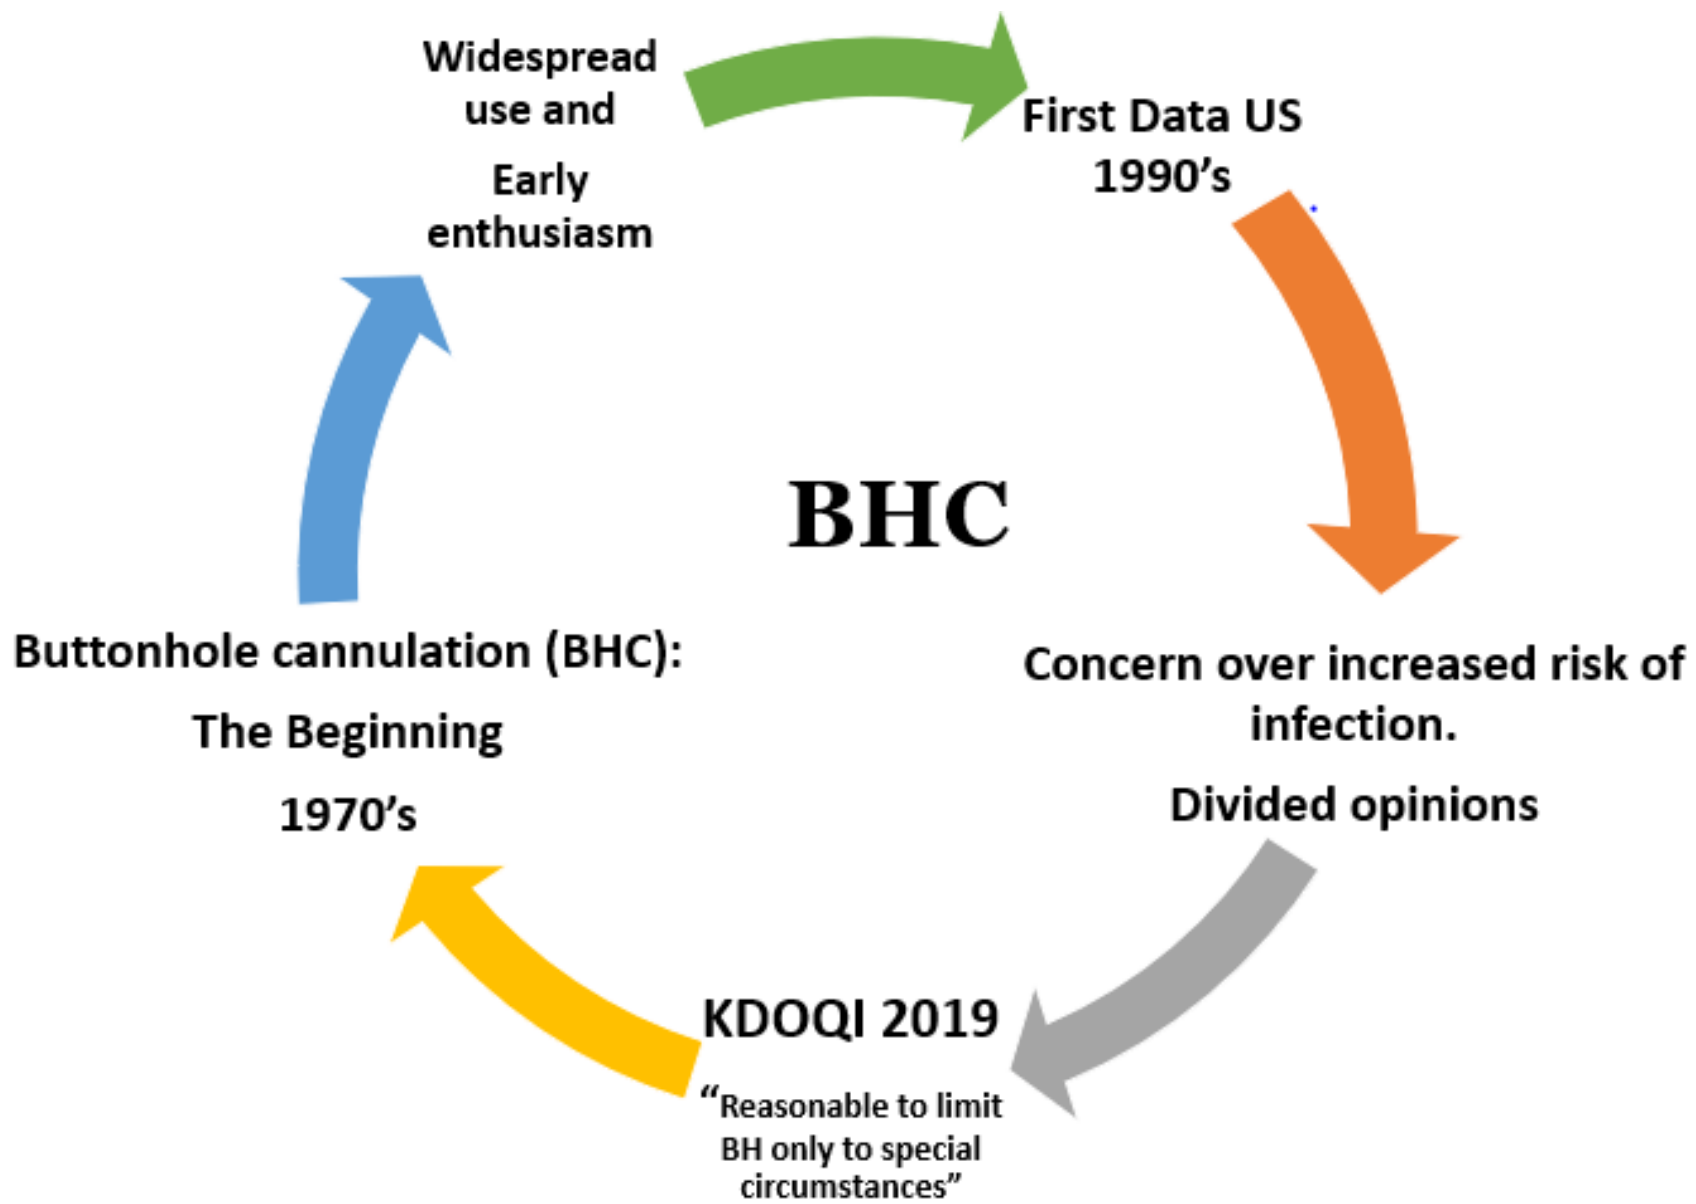 Widespread
use and
Early
enthusiasm
First Data US
1990’s
BHC
Buttonhole cannulation (BHC):
The Beginning
1970’s
Concern over increased risk of
infection.
Divided opinions
KDOQI 2019
“Reasonable to limit
BH only to special
circumstances”